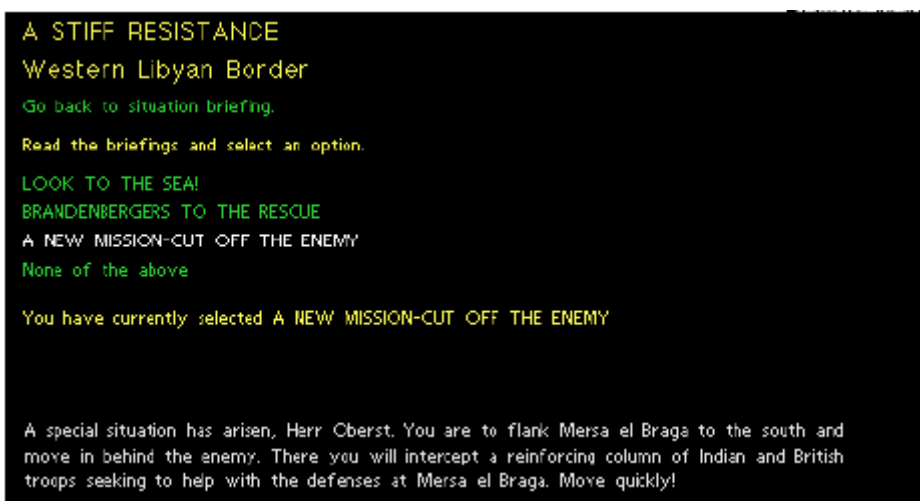 A STIFF RESISTANCE
Western Libyan Border
Go back to situation briefing.
Read the briefings and select an option.
LOOK TO THE SEA!
BRANDENBERGERS TO THE RESCUE
A NEW MISSION-CUT OFF THE ENEMY
None of the above
You have currently selected A NEW MISSION-CUT OFF THE ENEMY
A special situation has arisen, Herr Oberst. You are to flank Mersa el Braga to the south and
move in behind the enemy. There you will intercept a reinforcing column of Indian and British
troops seeking to help with the defenses at Mersa el Braga. Move quickly!